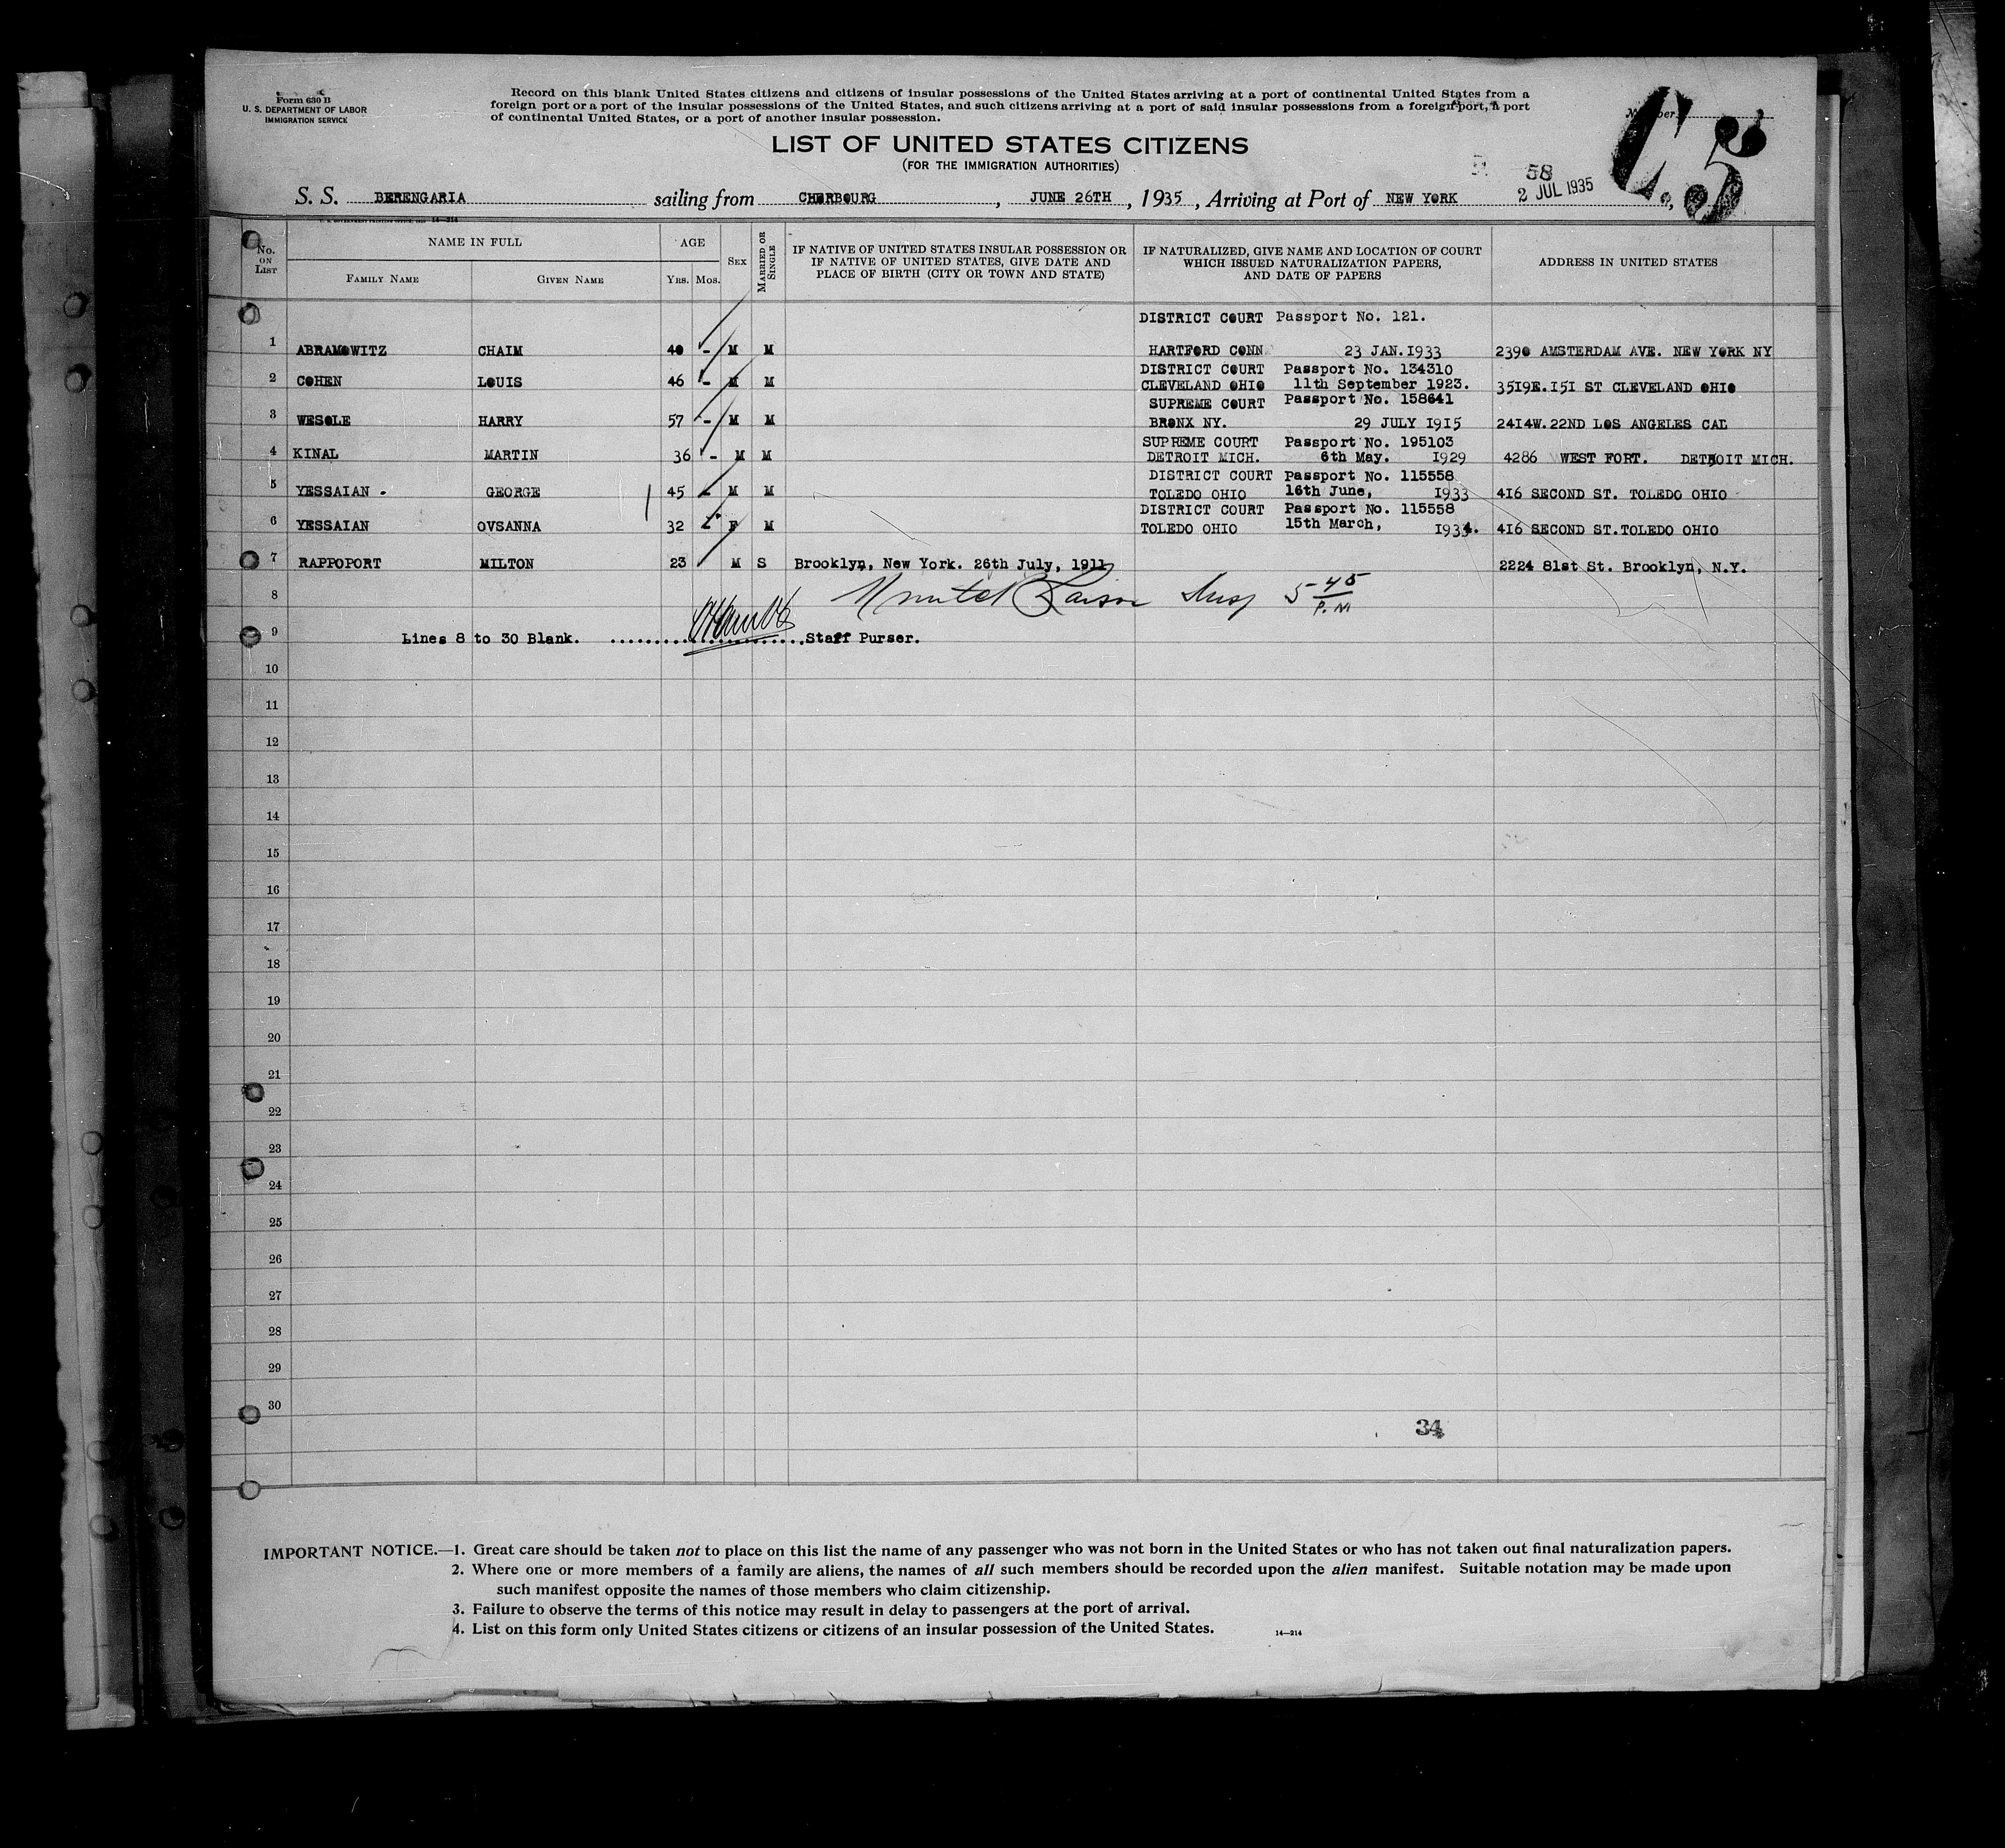 Form 630 B
U. S. DEPARTMENT OF LABOR
IMMIGRATION SERVICE
Record on this blank United States citizens and citizens of insular possessions of the United States arriving at a port of continental United States from a
foreign port or a port of the insular possessions of the United States, and such citizens arriving at a port of said insular possessions from a foreign port, a port
of continental United States, or a port of another insular possession.
LIST OF UNITED STATES CITIZENS
(FOR THE IMMIGRATION AUTHORITIES)
C. 5
58
2 JUL 1935
S. S. BERENGARIA sailing from CHERBOURG, JUNE 26TH, 1935, Arriving at Port of NEW YORK
14-214
No. ON LIST
NAME IN FULL
FAMILY NAME
GIVEN NAME
AGE
YRS. MOS.
SEX
MARRIED OR SINGLE
IF NATIVE OF UNITED STATES INSULAR POSSESSION OR
IF NATIVE OF UNITED STATES, GIVE DATE AND
PLACE OF BIRTH (CITY OR TOWN AND STATE)
IF NATURALIZED, GIVE NAME AND LOCATION OF COURT
WHICH ISSUED NATURALIZATION PAPERS,
AND DATE OF PAPERS
ADDRESS IN UNITED STATES
DISTRICT COURT Passport No. 121.
1 ABRAMOWITZ CHAIM 40 - M M HARTFORD CONN 23 JAN.1933 2390 AMSTERDAM AVE. NEW YORK NY
DISTRICT COURT Passport No. 134310
2 COHEN LOUIS 46 - M M CLEVELAND OHIO 11th September 1923. 3519E.151 ST CLEVELAND OHIO
SUPREME COURT Passport No. 158641
3 WESOLE HARRY 57 - M M BRONX NY. 29 JULY 1915 2414W.22ND LOS ANGELES CAL
SUPREME COURT Passport No. 195103
4 KINAL MARTIN 36 - M M DETROIT MICH. 6th May. 1929 4286 WEST FORT. DETROIT MICH.
DISTRICT COURT Passport No. 115558
5 YESSAIAN . GEORGE 45 - M M TOLEDO OHIO 16th June, 1933 416 SECOND ST. TOLEDO OHIO
DISTRICT COURT Passport No. 115558
6 YESSAIAN OVSANNA 32 - F M TOLEDO OHIO 15th March, 1934. 416 SECOND ST.TOLEDO OHIO
7 RAPPOPORT MILTON 23 M S Brooklyn, New York. 26th July, 1911 2224 81st St. Brooklyn, N.Y.
8 Insp 5 45 P.M
9 Lines 8 to 30 Blank. Staff Purser.
10
11
12
13
14
15
16
17
18
19
20
21
22
23
24
25
26
27
28
29
30
34
IMPORTANT NOTICE.—1. Great care should be taken not to place on this list the name of any passenger who was not born in the United States or who has not taken out final naturalization papers.
2. Where one or more members of a family are aliens, the names of all such members should be recorded upon the alien manifest. Suitable notation may be made upon
such manifest opposite the names of those members who claim citizenship.
3. Failure to observe the terms of this notice may result in delay to passengers at the port of arrival.
4. List on this form only United States citizens or citizens of an insular possession of the United States.
14—214